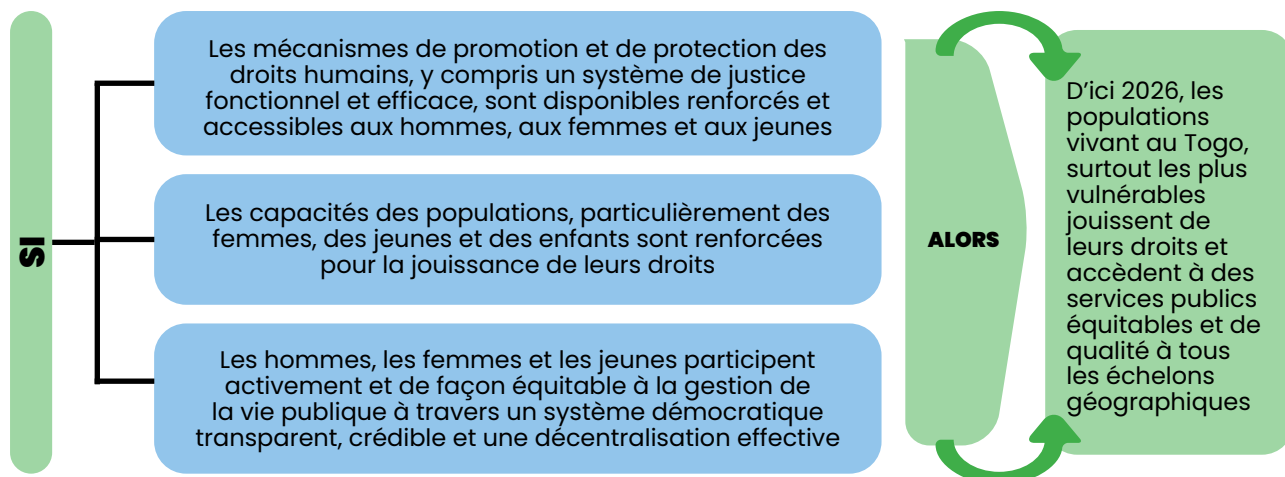 SI
Les mécanismes de promotion et de protection des
droits humains, y compris un système de justice
fonctionnel et efficace, sont disponibles renforcés et
accessibles aux hommes, aux femmes et aux jeunes
Les capacités des populations, particulièrement des
femmes, des jeunes et des enfants sont renforcées
pour la jouissance de leurs droits
Les hommes, les femmes et les jeunes participent
activement et de façon équitable à la gestion de
la vie publique à travers un système démocratique
transparent, crédible et une décentralisation effective
ALORS
D’ici 2026, les
populations
vivant au Togo,
surtout les plus
vulnérables
jouissent de
leurs droits et
accèdent à des
services publics
équitables et de
qualité à tous
les échelons
géographiques